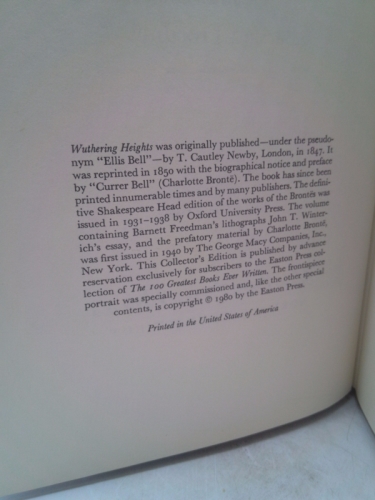 Wuthering Heights was originally published—under the pseudo-
nym "Ellis Bell"—by T. Cautley Newby, London, in 1847. It
was reprinted in 1850 with the biographical notice and preface
by "Currer Bell" (Charlotte Brontë). The book has since been
printed innumerable times and by many publishers. The defini-
tive Shakespeare Head edition of the works of the Brontës was
issued in 1931-1938 by Oxford University Press. The volume
containing Barnett Freedman's lithographs John T. Winter-
ich's essay, and the prefatory material by Charlotte Brontë,
was first issued in 1940 by The George Macy Companies, Inc.,
New York. This Collector's Edition is published by advance
reservation exclusively for subscribers to the Easton Press col-
lection of The 100 Greatest Books Ever Written. The frontispiece
portrait was specially commissioned and, like the other special
contents, is copyright © 1980 by the Easton Press.
Printed in the United States of America